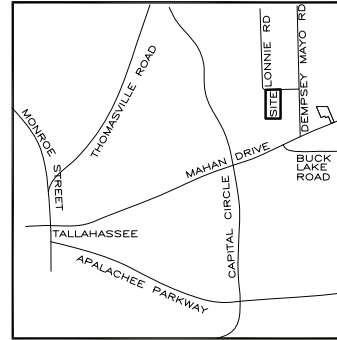 LONNIE RD
DEMPSEY MAYO RD
SITE
THOMASVILLE ROAD
MONROE STREET
MAHAN DRIVE
BUCK
LAKE
ROAD
CAPITAL CIRCLE
TALLAHASSEE
APALACHEE PARKWAY